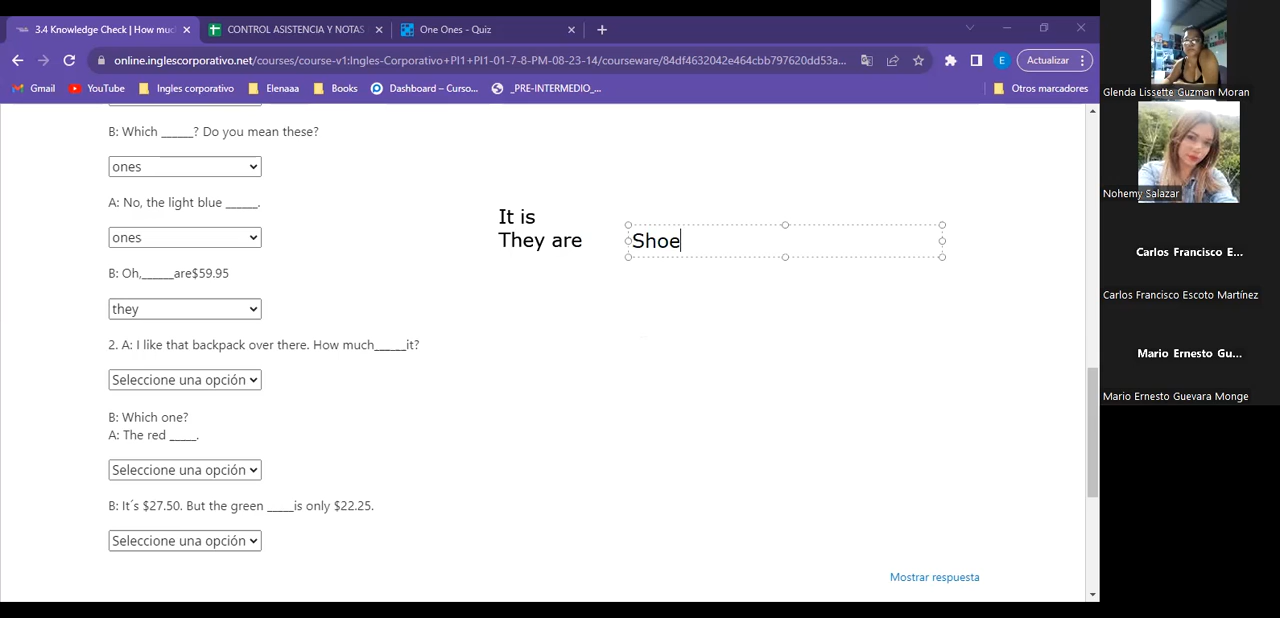 3.4 Knowledge Check | How muc
CONTROL ASISTENCIA Y NOTAS
One Ones - Quiz
online.inglescorporativo.net/courses/course-v1:Ingles-Corporativo+PI1+PI1-01-7-8-PM-08-23-14/courseware/84df4632042e464cbb797620dd53a...
E
Actualizar
Gmail
YouTube
Ingles corporativo
Elenaaa
Books
Dashboard – Curso...
_PRE-INTERMEDIO_...
Otros marcadores
B: Which ______? Do you mean these?
ones
A: No, the light blue ______.
ones
B: Oh,______are$59.95
they
2. A: I like that backpack over there. How much______it?
Seleccione una opción
B: Which one?
A: The red _____.
Seleccione una opción
B: It´s $27.50. But the green _____is only $22.25.
Seleccione una opción
Mostrar respuesta
It is
They are
Shoe
Glenda Lissette Guzman Moran
Nohemy Salazar
Carlos Francisco E...
Carlos Francisco Escoto Martínez
Mario Ernesto Gu...
Mario Ernesto Guevara Monge